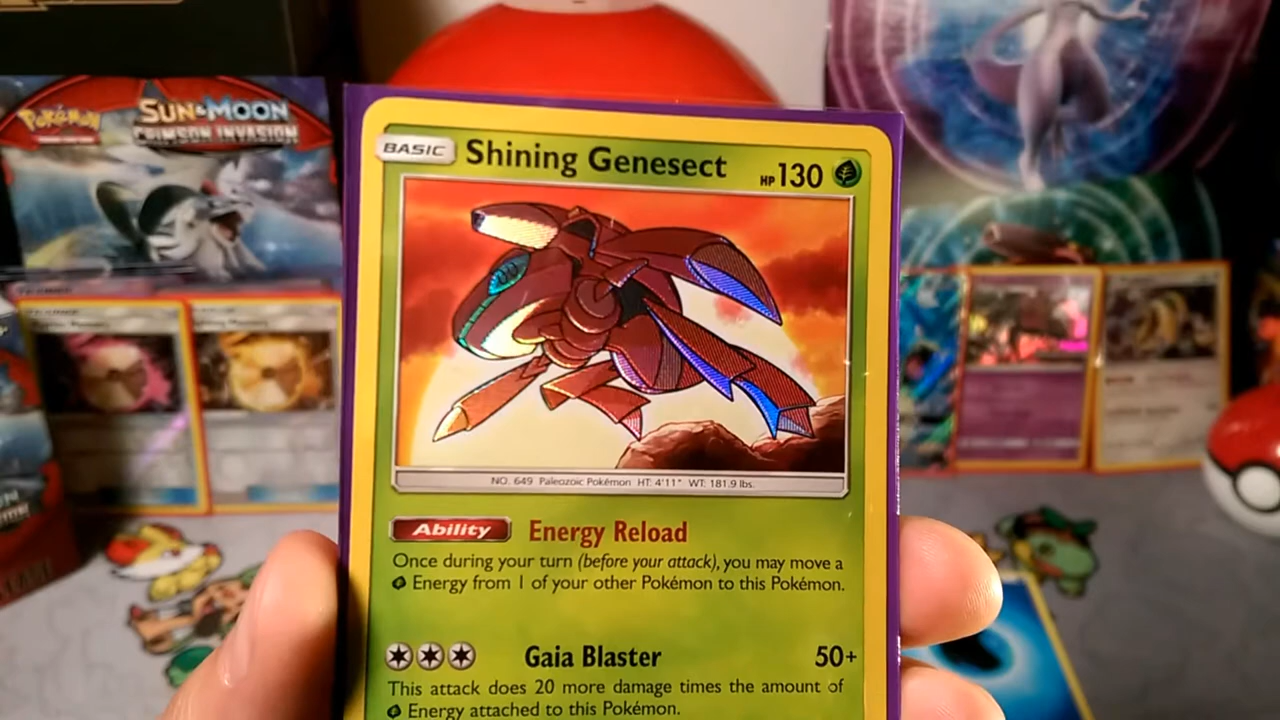 Pokémon
SUN & MOON
CRIMSON INVASION
BASIC
Shining Genesect
HP 130
NO. 649 Paleozoic Pokémon HT: 4'11" WT: 181.9 lbs.
Ability Energy Reload
Once during your turn (before your attack), you may move a
Energy from 1 of your other Pokémon to this Pokémon.
Gaia Blaster 50+
This attack does 20 more damage times the amount of
Energy attached to this Pokémon.